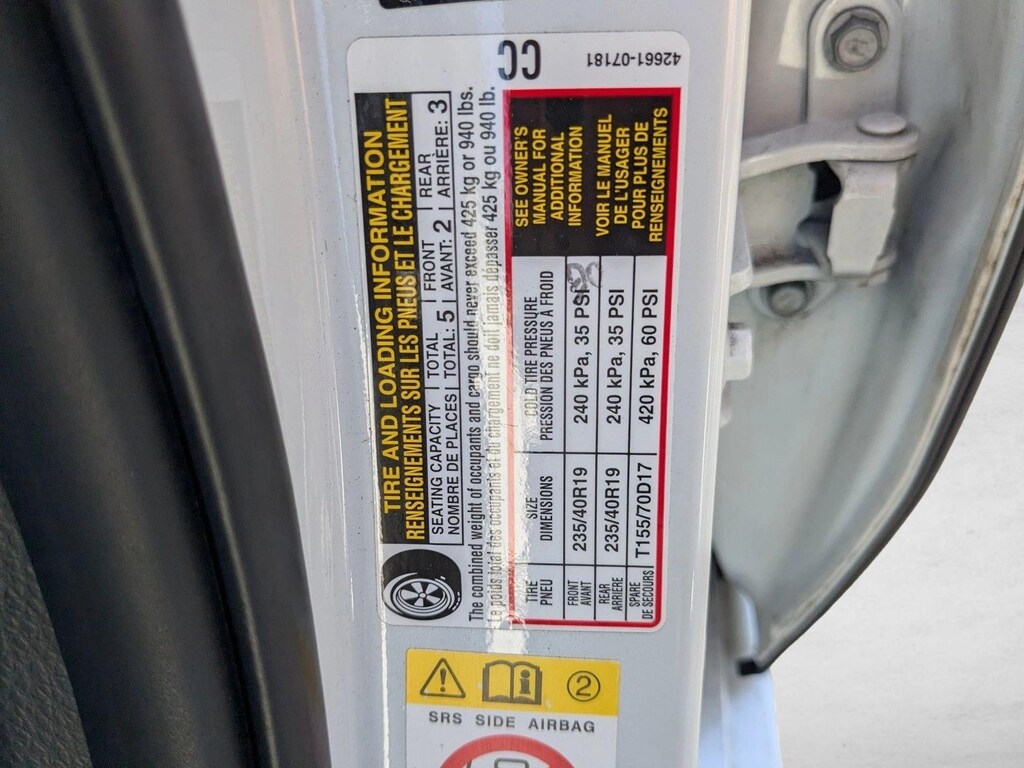 CC
42661-07181
TIRE AND LOADING INFORMATION
RENSEIGNEMENTS SUR LES PNEUS ET LE CHARGEMENT
SEATING CAPACITY TOTAL FRONT REAR
NOMBRE DE PLACES TOTAL: 5 AVANT: 2 ARRIÈRE: 3
The combined weight of occupants and cargo should never exceed 425 kg or 940 lbs.
Le poids total des occupants et du chargement ne doit jamais dépasser 425 kg ou 940 lb.
TIRE SIZE COLD TIRE PRESSURE
PNEU DIMENSIONS PRESSION DES PNEUS À FROID
FRONT
AVANT
235/40R19 240 kPa, 35 PSI
REAR
ARRIERE
235/40R19 240 kPa, 35 PSI
SPARE
DE SECOURS
T155/70D17 420 kPa, 60 PSI
SEE OWNER'S
MANUAL FOR
ADDITIONAL
INFORMATION
VOIR LE MANUEL
DE L'USAGER
POUR PLUS DE
RENSEIGNEMENTS
2
SRS SIDE AIRBAG